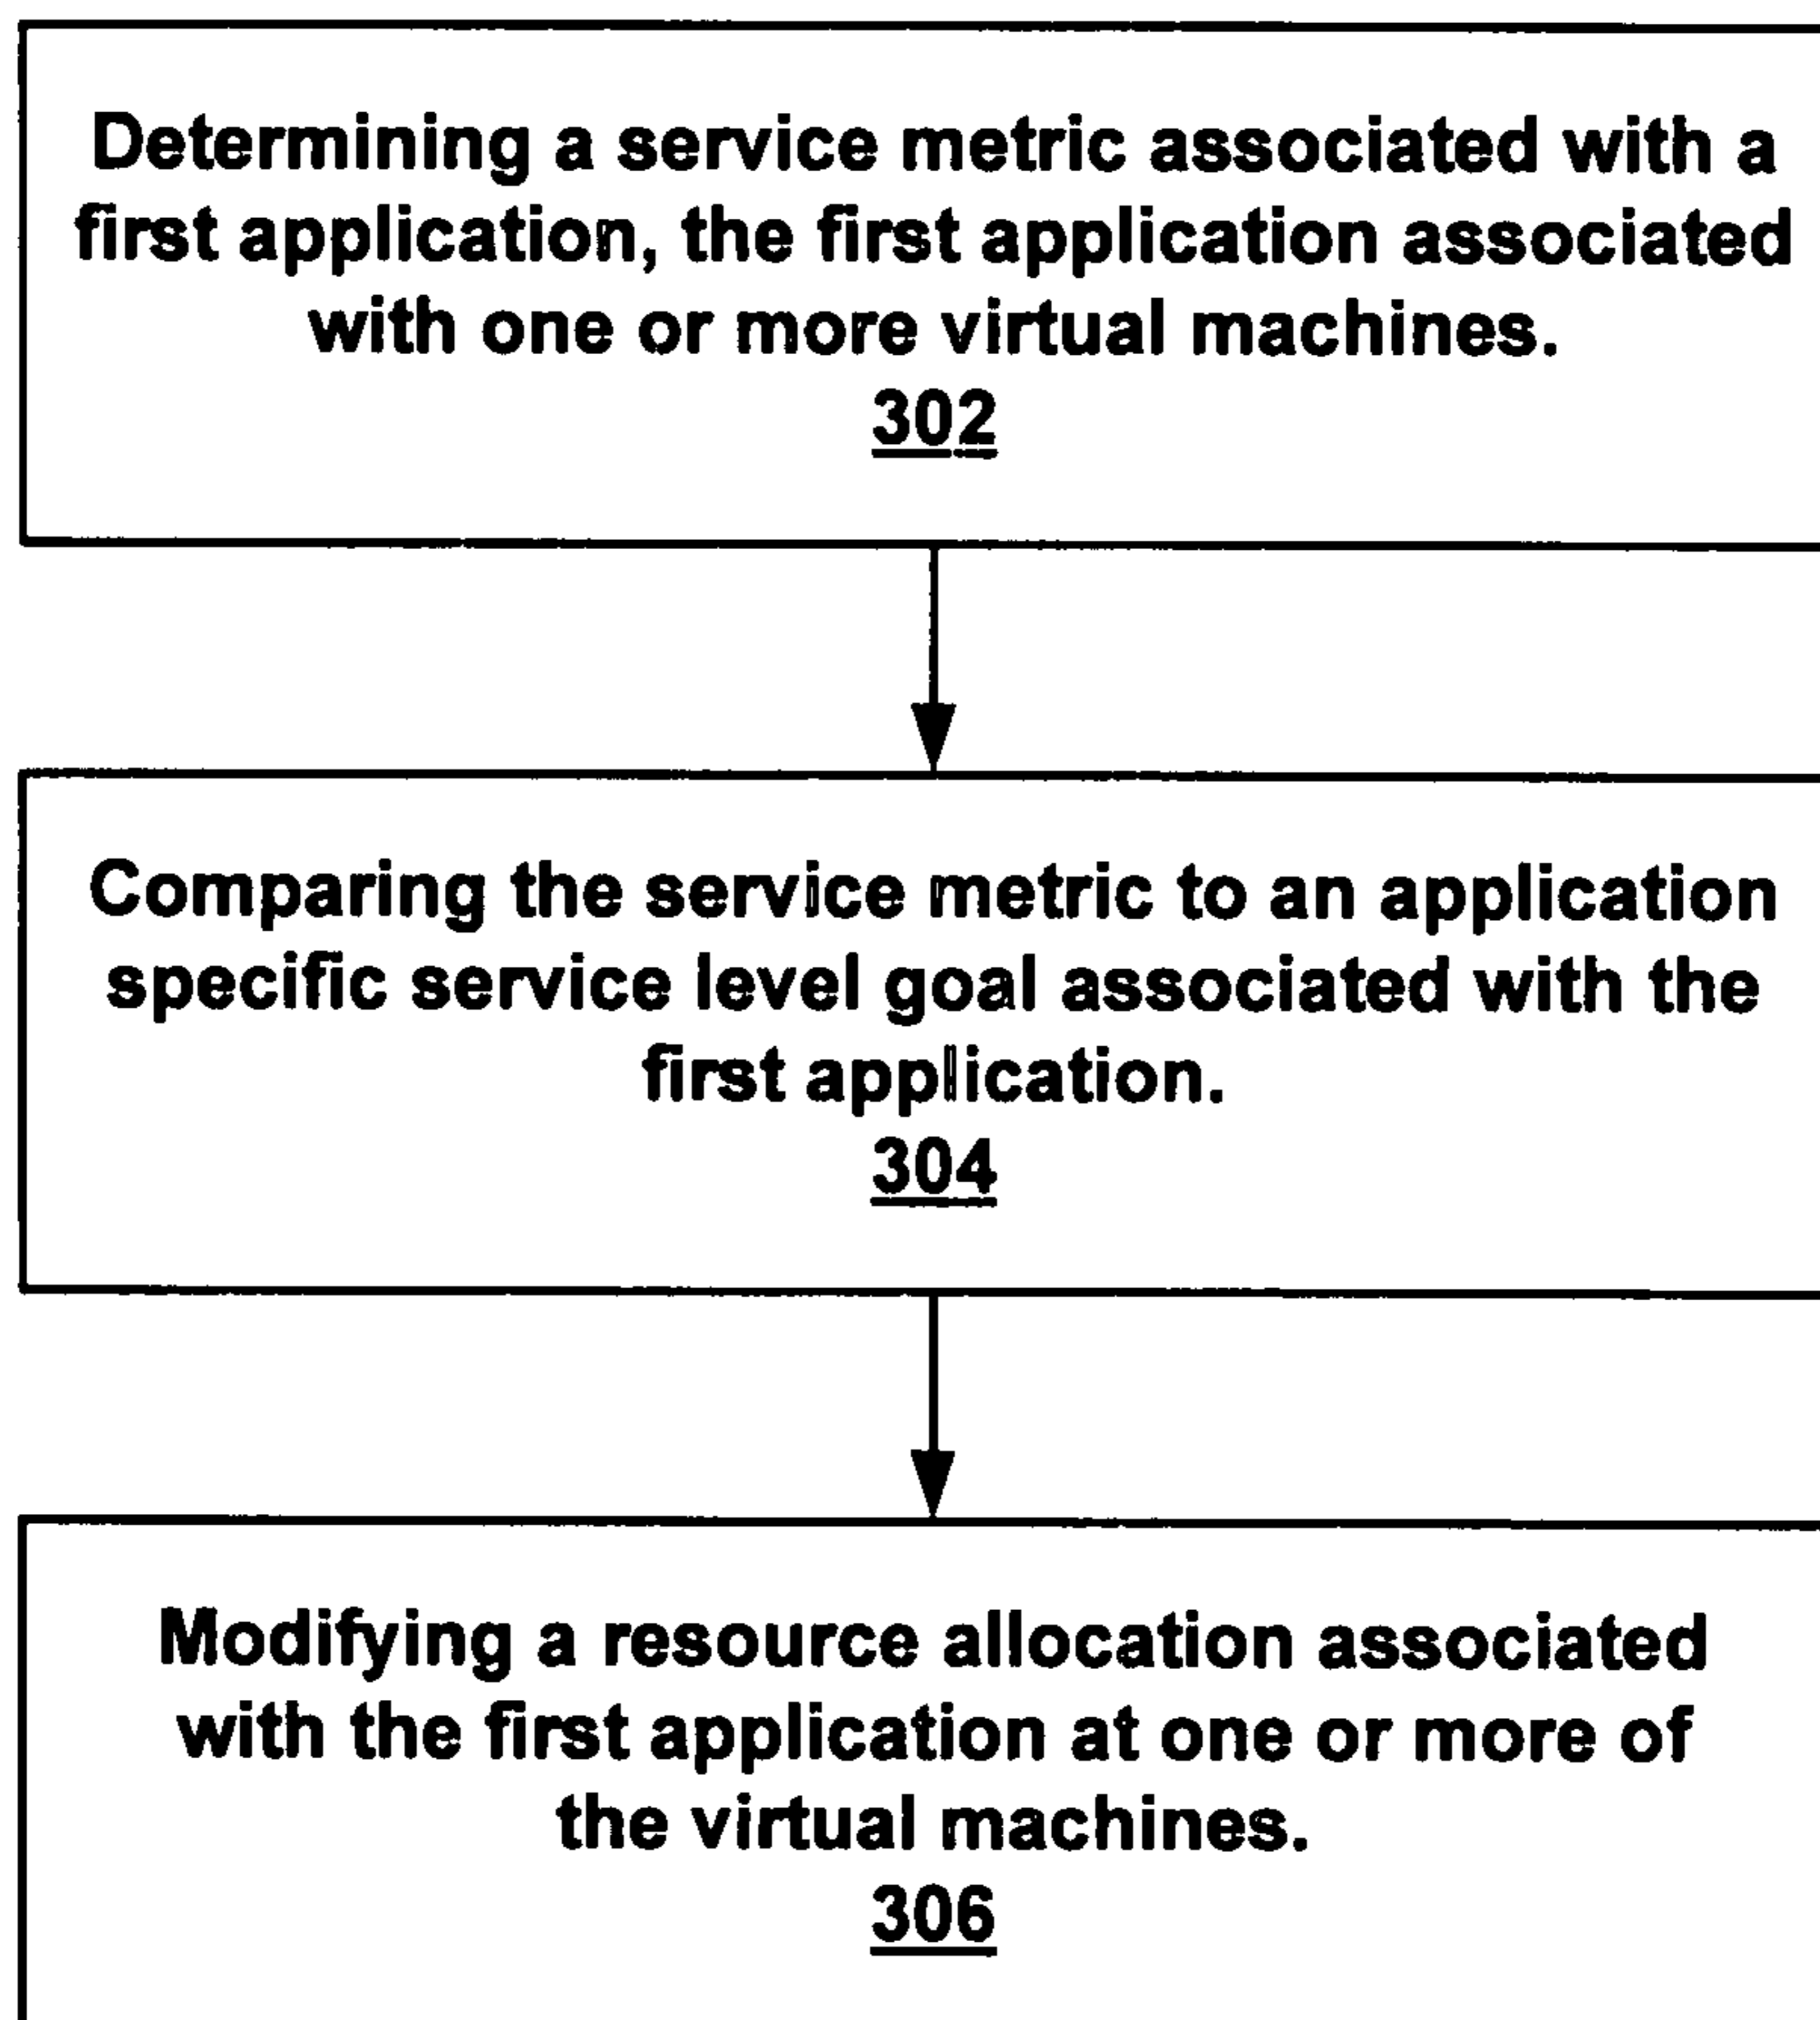 Determining a service metric associated with a
first application, the first application associated
with one or more virtual machines.
302
Comparing the service metric to an application
specific service level goal associated with the
first application.
304
Modifying a resource allocation associated
with the first application at one or more of
the virtual machines.
306